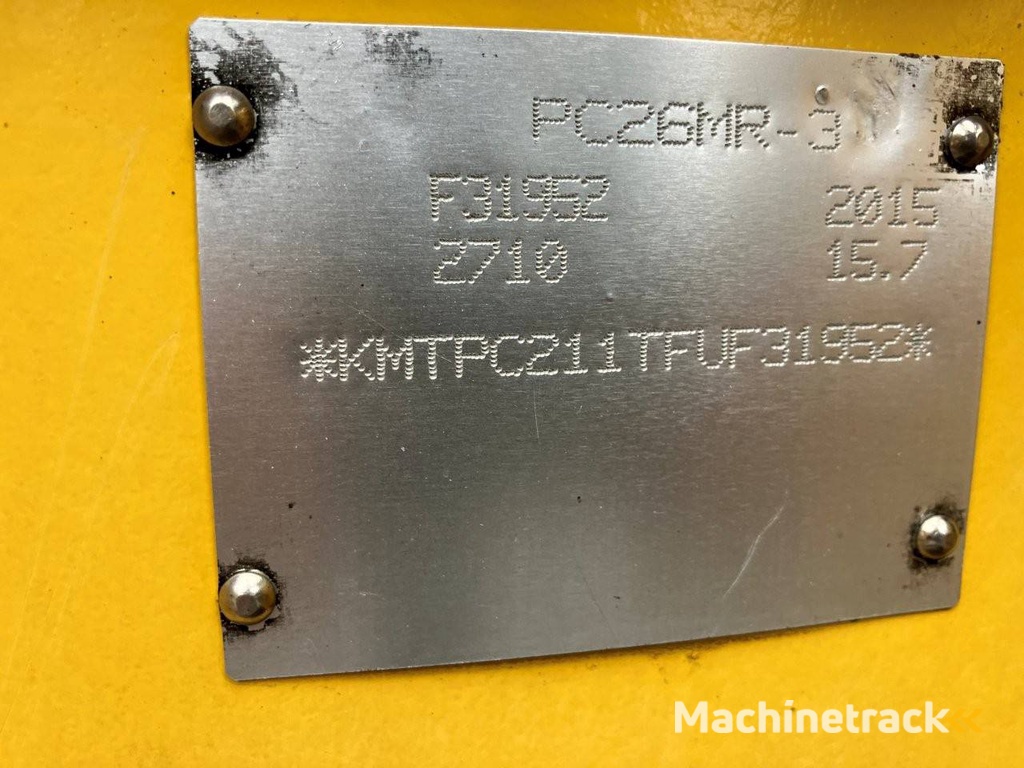 PC26MR-3
F31952 2015
2710 15.7
*KMTPC211TFUF31952*
Machinetrack